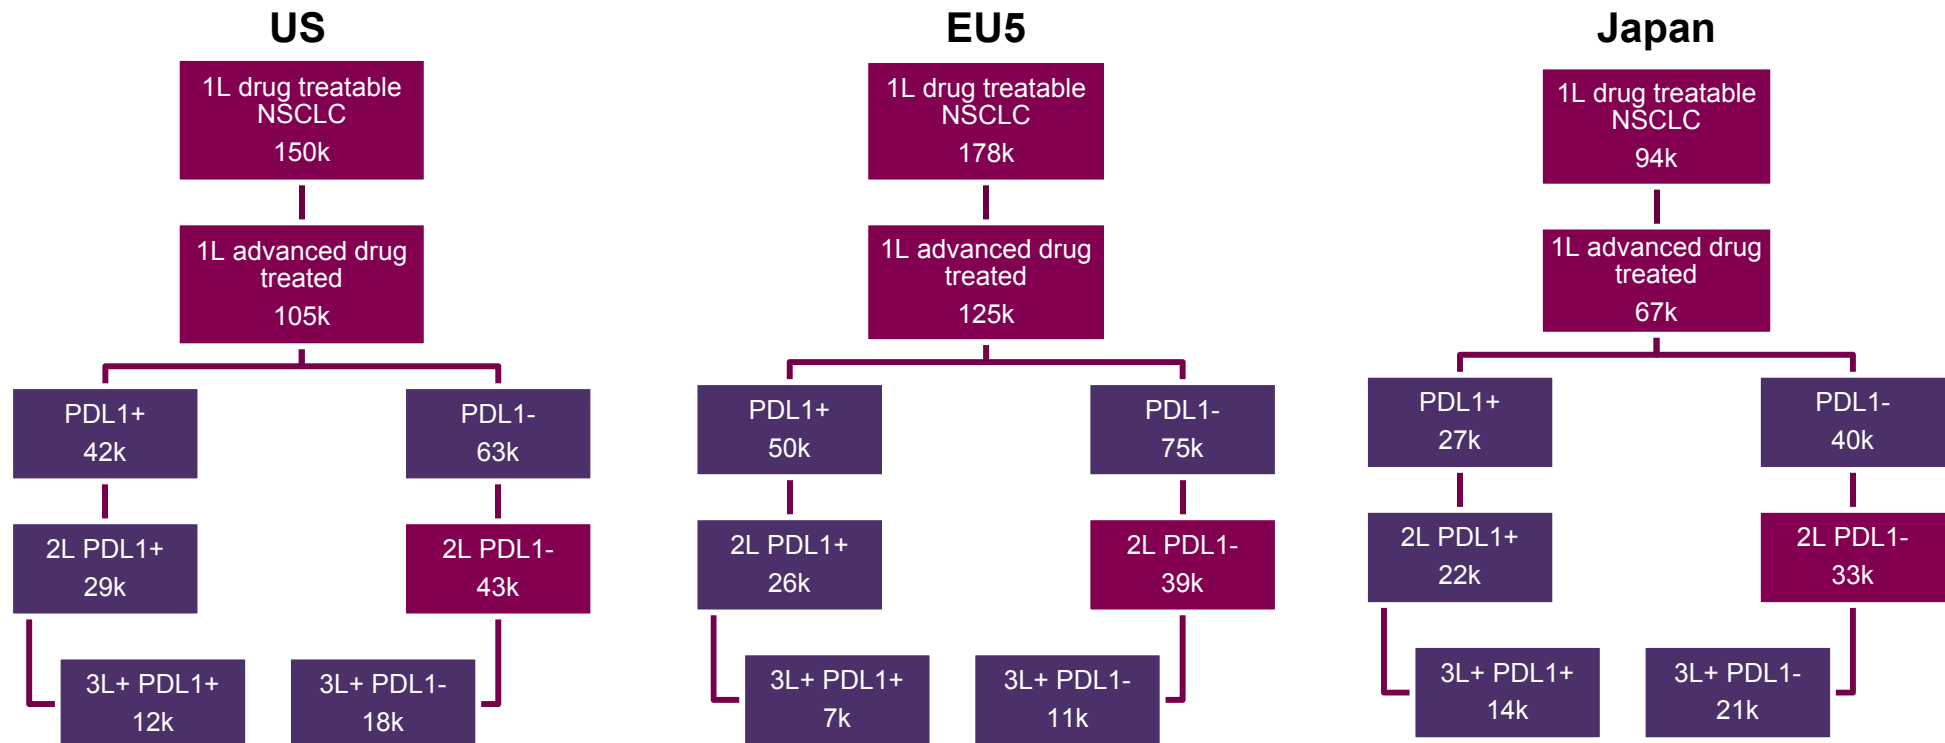 US
1L drug treatable
NSCLC
150k
1L advanced drug
treated
105k
PDL1+
42k
PDL1-
63k
2L PDL1+
29k
2L PDL1-
43k
3L+ PDL1+
12k
3L+ PDL1-
18k
EU5
1L drug treatable
NSCLC
178k
1L advanced drug
treated
125k
PDL1+
50k
PDL1-
75k
2L PDL1+
26k
2L PDL1-
39k
3L+ PDL1+
7k
3L+ PDL1-
11k
Japan
1L drug treatable
NSCLC
94k
1L advanced drug
treated
67k
PDL1+
27k
PDL1-
40k
2L PDL1+
22k
2L PDL1-
33k
3L+ PDL1+
14k
3L+ PDL1-
21k